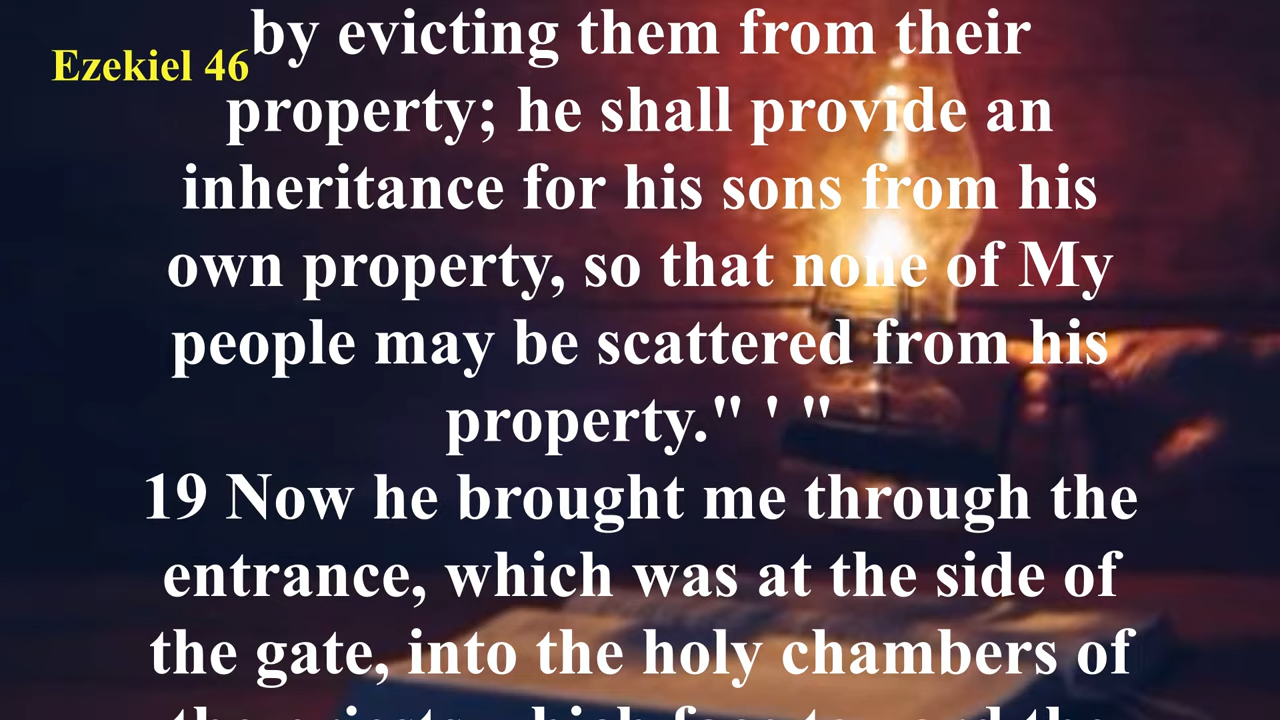 Ezekiel 46
by evicting them from their
property; he shall provide an
inheritance for his sons from his
own property, so that none of My
people may be scattered from his
property." ' "
19 Now he brought me through the
entrance, which was at the side of
the gate, into the holy chambers of